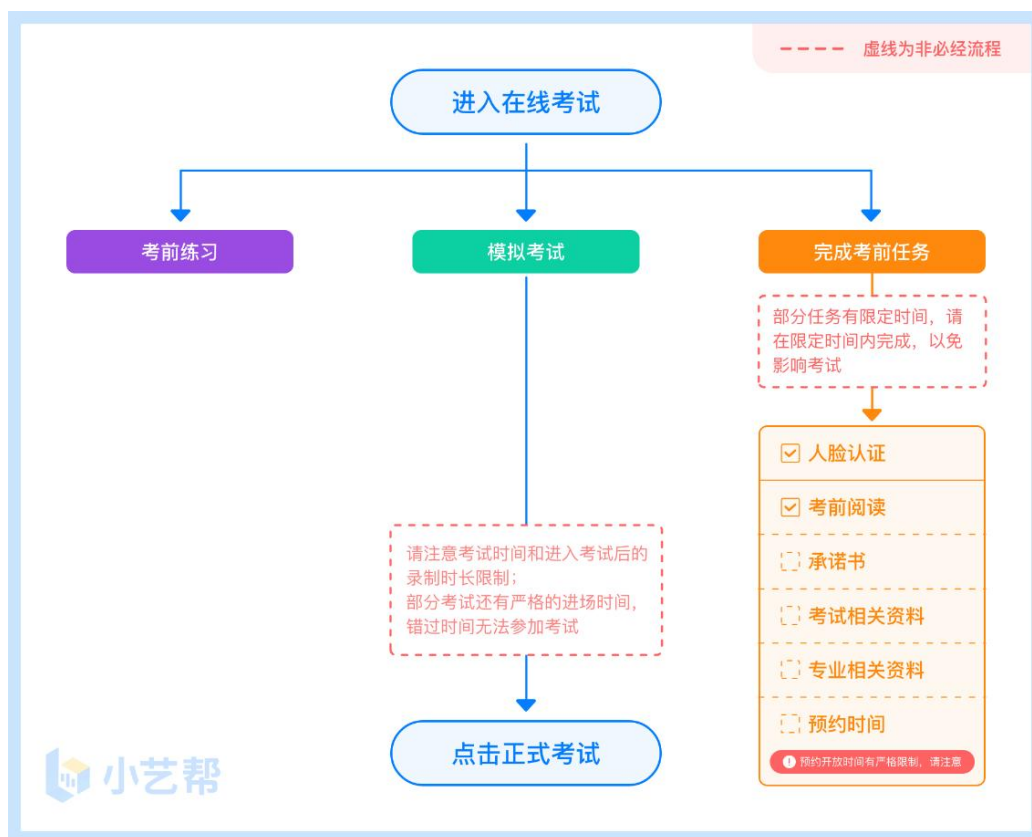 虚线为非必经流程
进入在线考试
考前练习
模拟考试
完成考前任务
部分任务有限定时间，请
在限定时间内完成，以免
影响考试
人脸认证
考前阅读
承诺书
考试相关资料
专业相关资料
预约时间
预约开放时间有严格限制，请注意
请注意考试时间和进入考试后的
录制时长限制；
部分考试还有严格的进场时间，
错过时间无法参加考试
点击正式考试
小艺帮